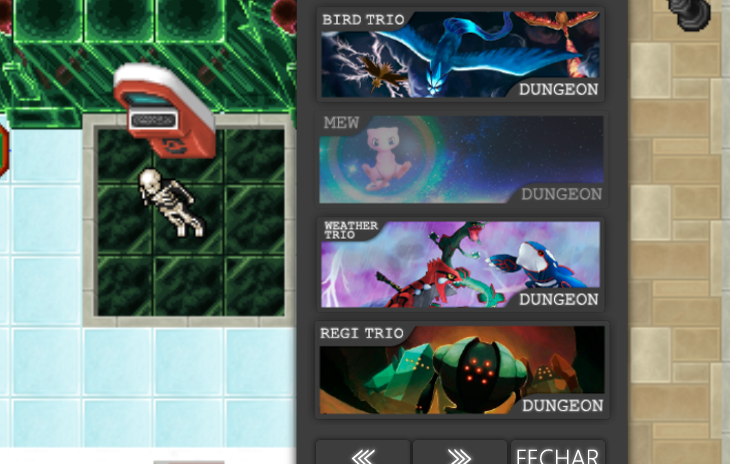 BIRD TRIO
DUNGEON
MEW
DUNGEON
WEATHER
TRIO
DUNGEON
REGI TRIO
DUNGEON
FECHAR